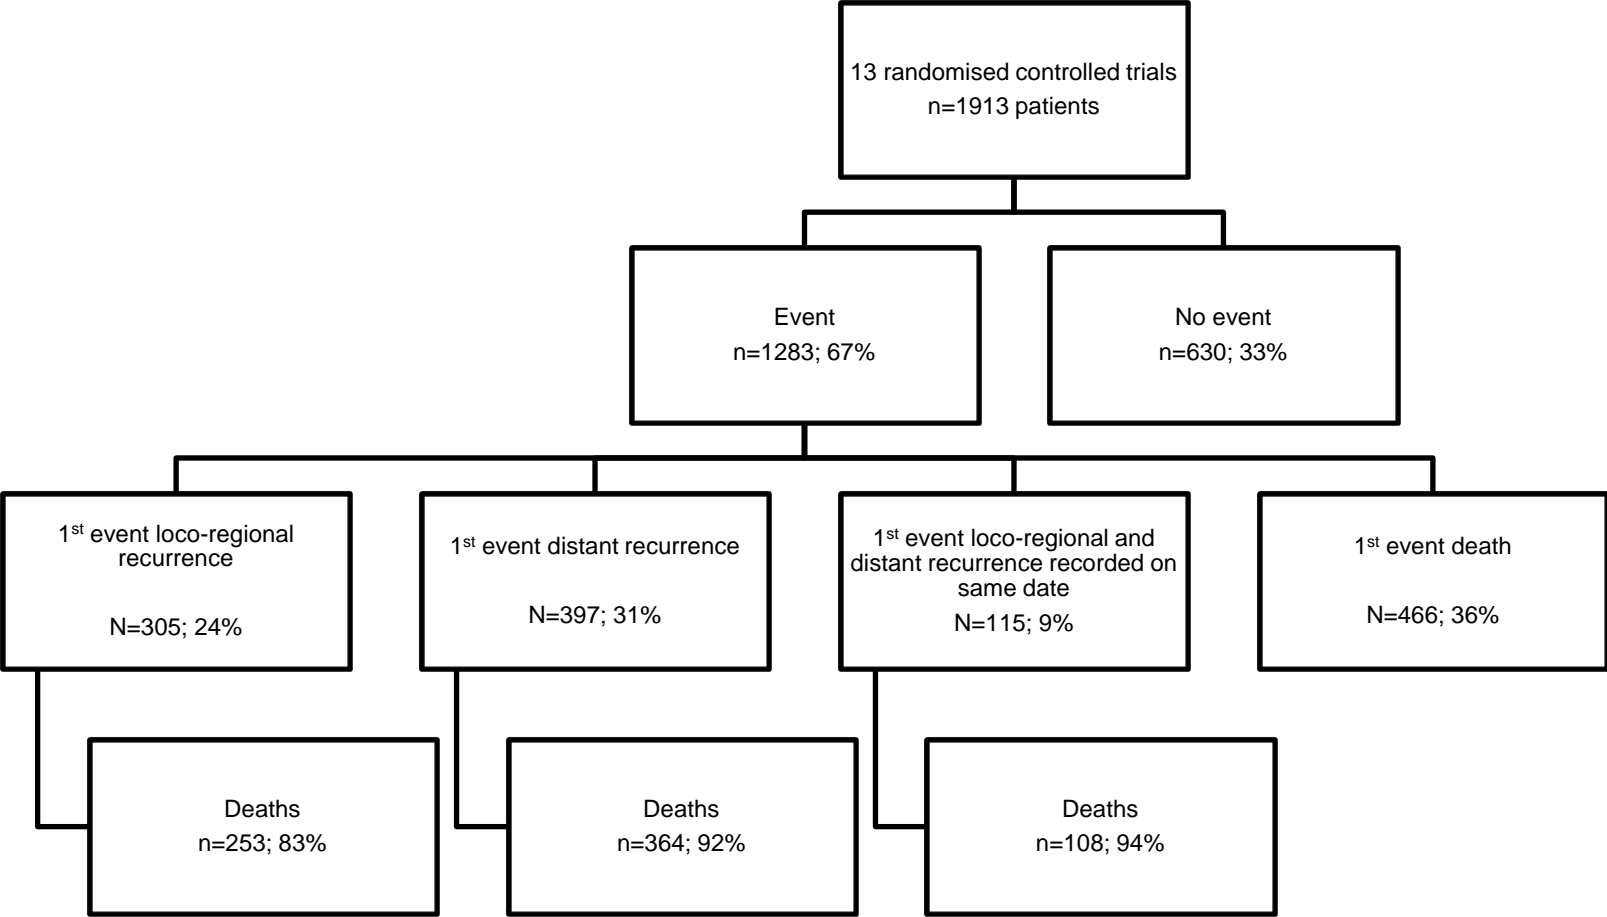 13 randomised controlled trials
n=1913 patients
Event
n=1283; 67%
No event
n=630; 33%
1st event loco-regional
recurrence
N=305; 24%
1st event distant recurrence
N=397; 31%
1st event loco-regional and
distant recurrence recorded on
same date
N=115; 9%
1st event death
N=466; 36%
Deaths
n=253; 83%
Deaths
n=364; 92%
Deaths
n=108; 94%